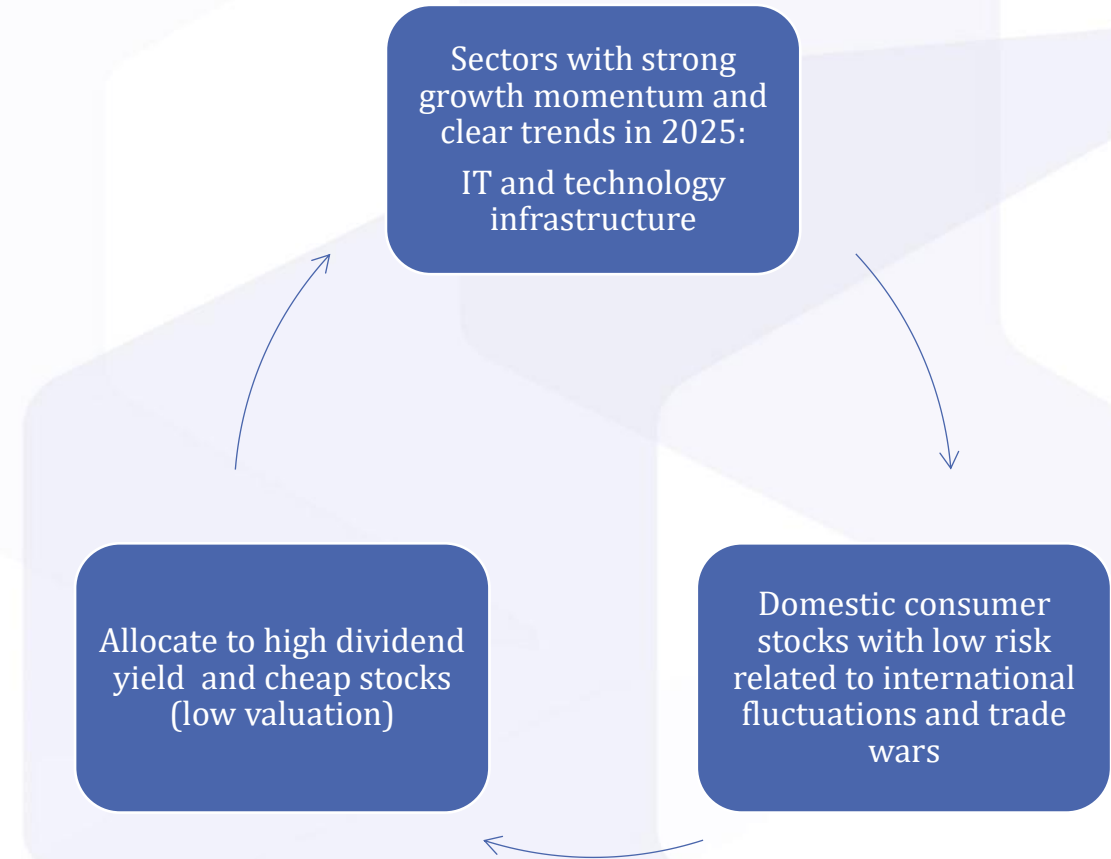 Sectors with strong
growth momentum and
clear trends in 2025:
IT and technology
infrastructure
Domestic consumer
stocks with low risk
related to international
fluctuations and trade
wars
Allocate to high dividend
yield  and cheap stocks
(low valuation)